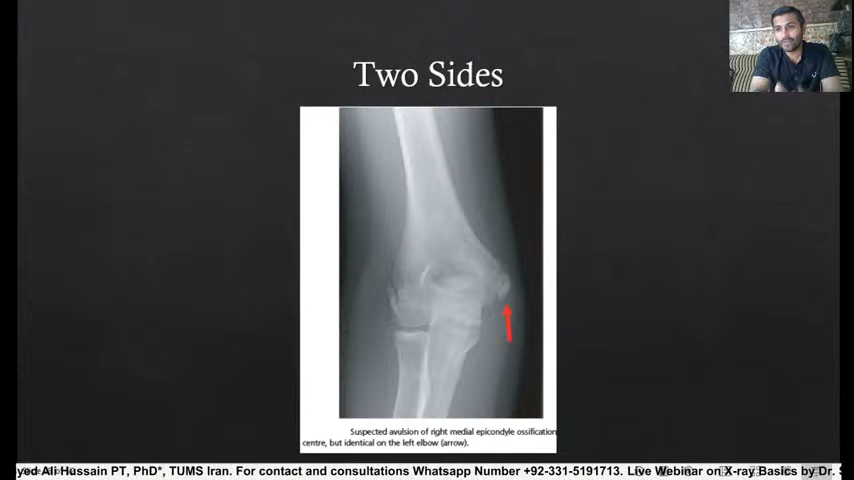 Two Sides
Suspected avulsion of right medial epicondyle ossification
centre, but identical on the left elbow (arrow).
yed Ali Hussain PT, PhD*, TUMS Iran. For contact and consultations Whatsapp Number +92-331-5191713. Live Webinar on X-ray Basics by Dr. S